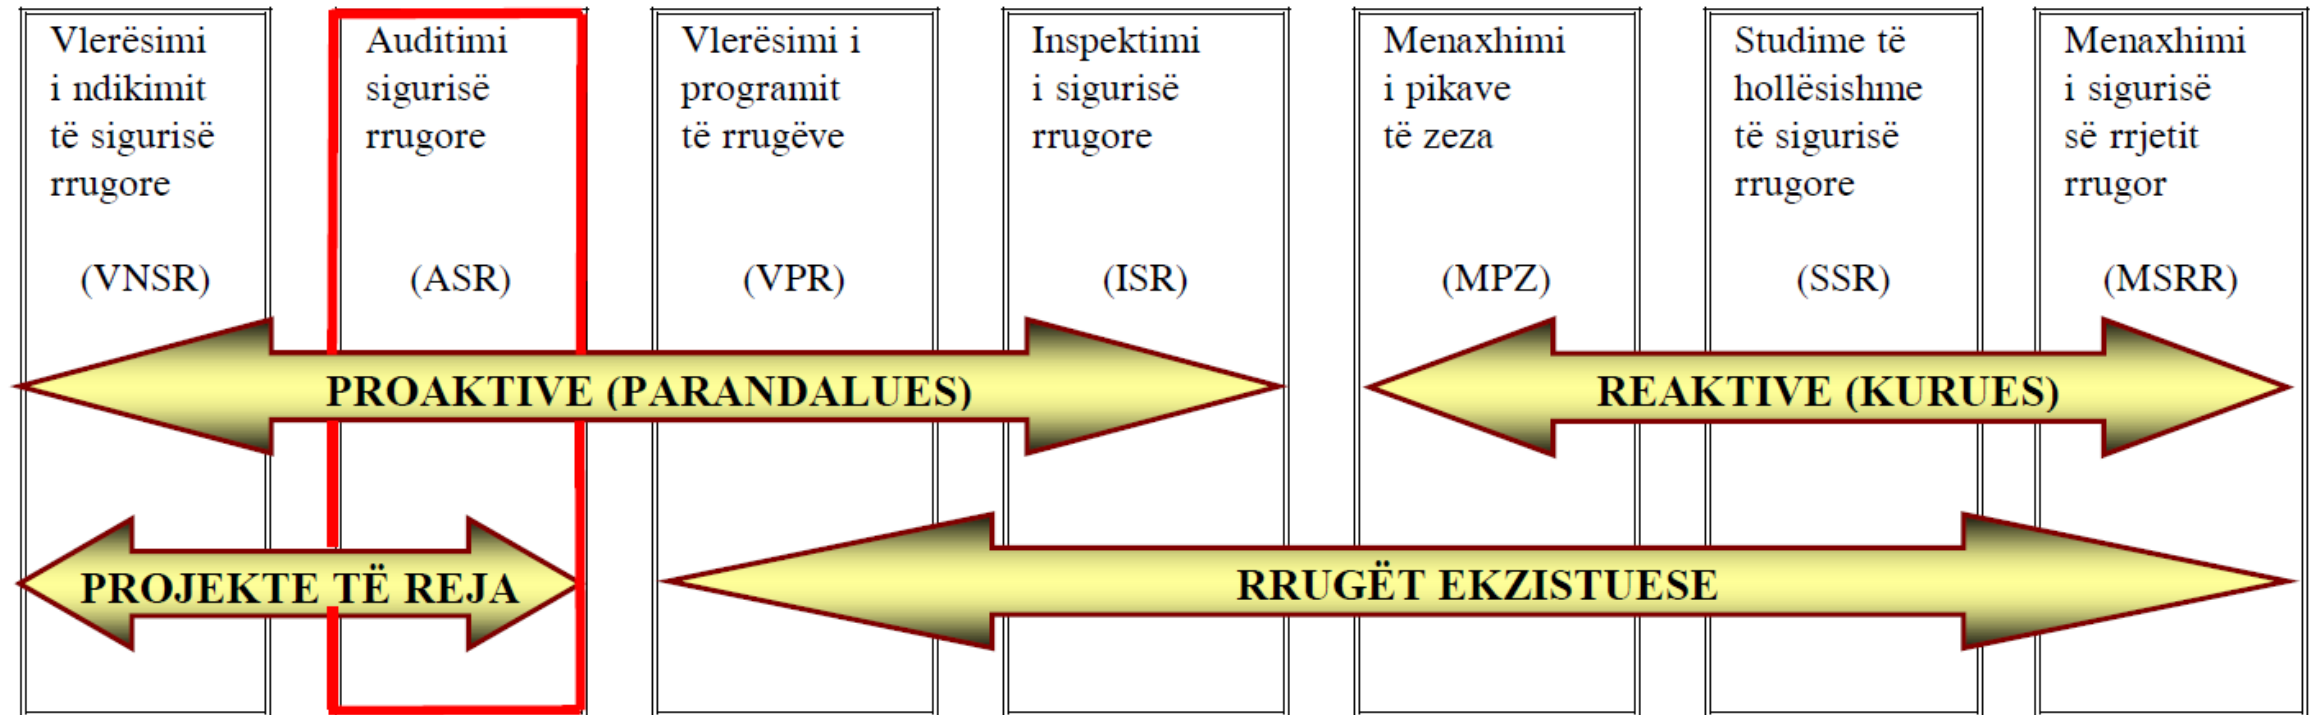 Vlerësimi
i ndikimit
të sigurisë
rrugore
(VNSR)
Auditimi
sigurisë
rrugore
(ASR)
Vlerësimi i
programit
të rrugëve
(VPR)
Inspektimi
i sigurisë
rrugore
(ISR)
Menaxhimi
i pikave
të zeza
(MPZ)
Studime të
hollësishme
të sigurisë
rrugore
(SSR)
Menaxhimi
i sigurisë
së rrjetit
rrugor
(MSRR)
PROAKTIVE (PARANDALUES)
REAKTIVE (KURUES)
PROJEKTE TË REJA
RRUGËT EKZISTUESE